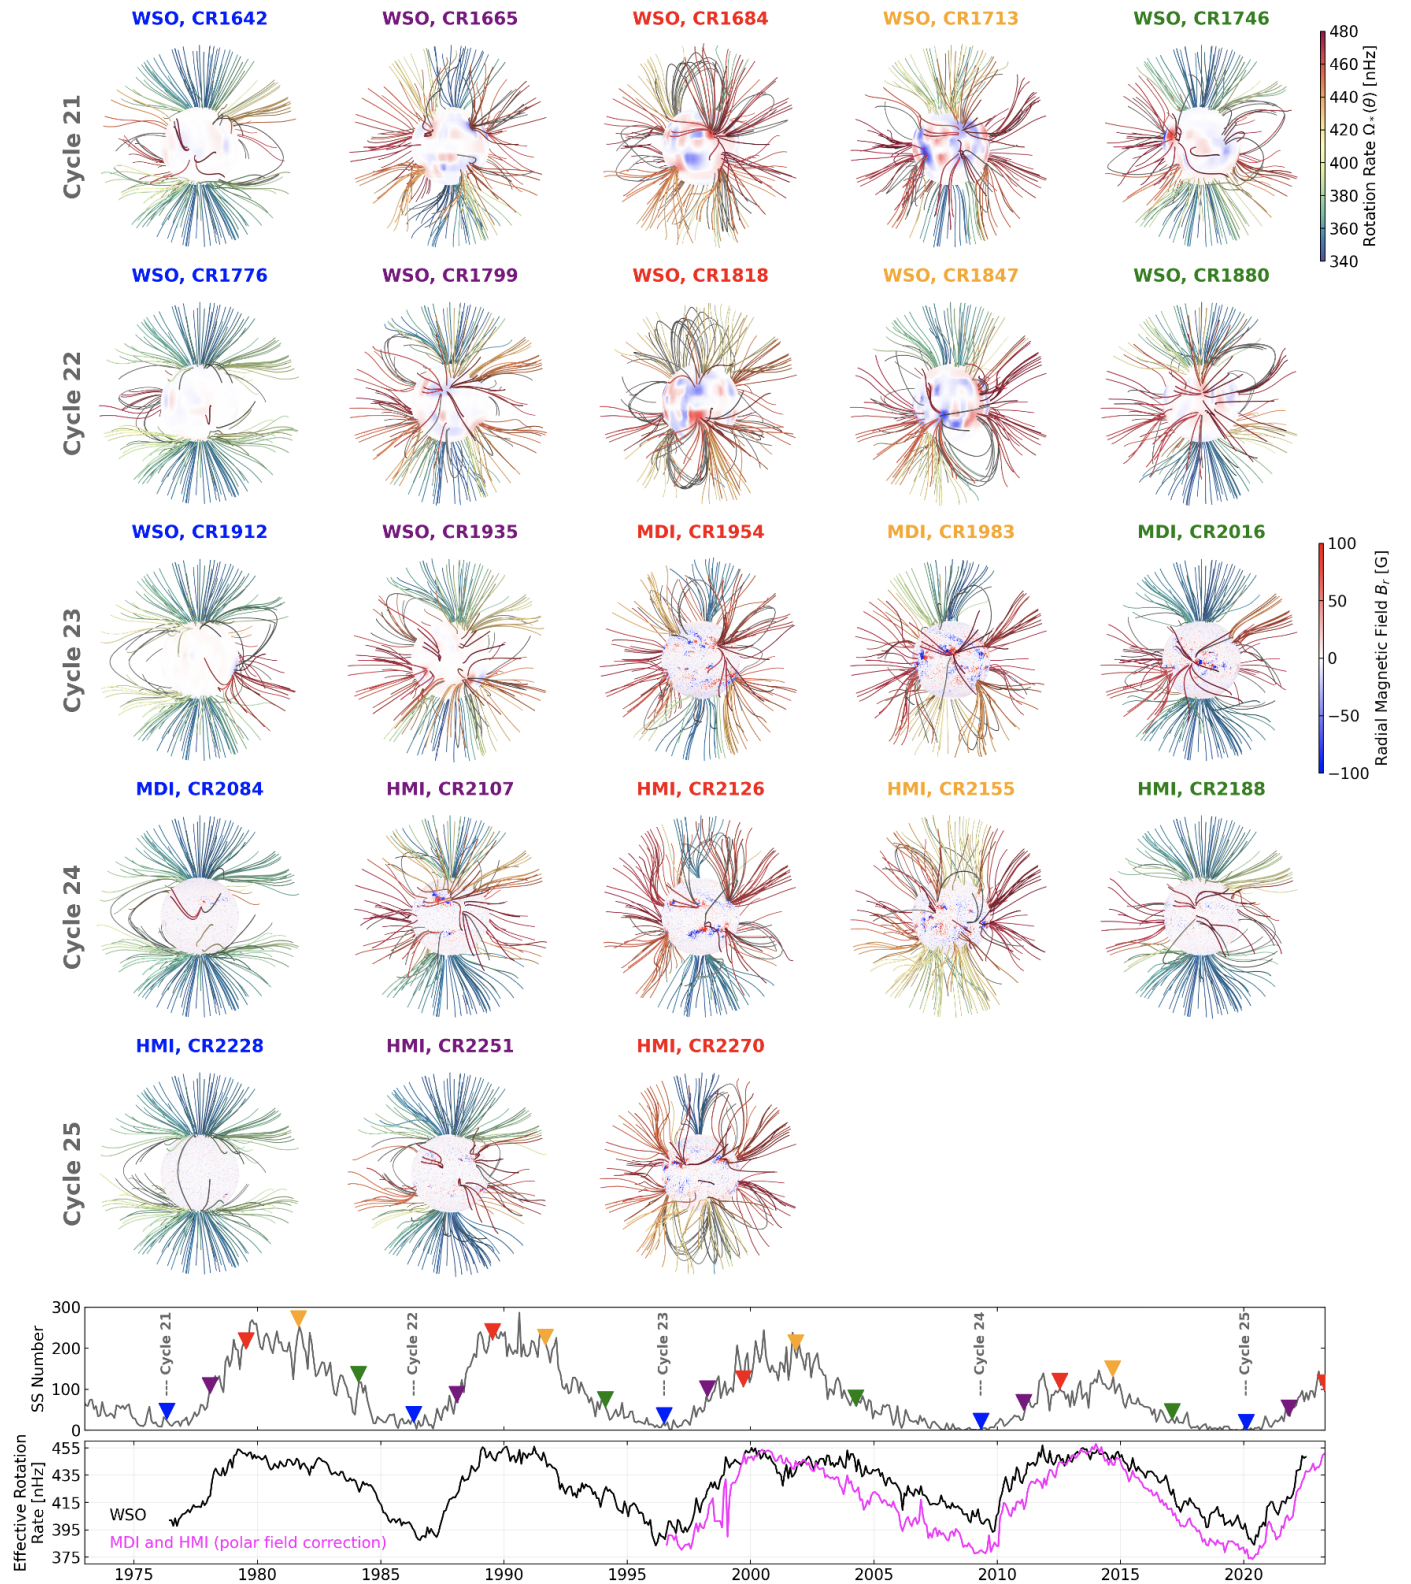 WSO, CR1642
WSO, CR1665
WSO, CR1684
WSO, CR1713
WSO, CR1746
Cycle 21
480
460
440
420
400
380
360
340
Rotation Rate Ω*(θ) [nHz]
WSO, CR1776
WSO, CR1799
WSO, CR1818
WSO, CR1847
WSO, CR1880
Cycle 22
WSO, CR1912
WSO, CR1935
MDI, CR1954
MDI, CR1983
MDI, CR2016
Cycle 23
100
50
0
−50
−100
Radial Magnetic Field Br [G]
MDI, CR2084
HMI, CR2107
HMI, CR2126
HMI, CR2155
HMI, CR2188
Cycle 24
HMI, CR2228
HMI, CR2251
HMI, CR2270
Cycle 25
300
200
100
0
SS Number
--- Cycle 21
--- Cycle 22
--- Cycle 23
--- Cycle 24
--- Cycle 25
455
435
415
395
375
Effective Rotation
Rate [nHz]
WSO
MDI and HMI (polar field correction)
1975
1980
1985
1990
1995
2000
2005
2010
2015
2020